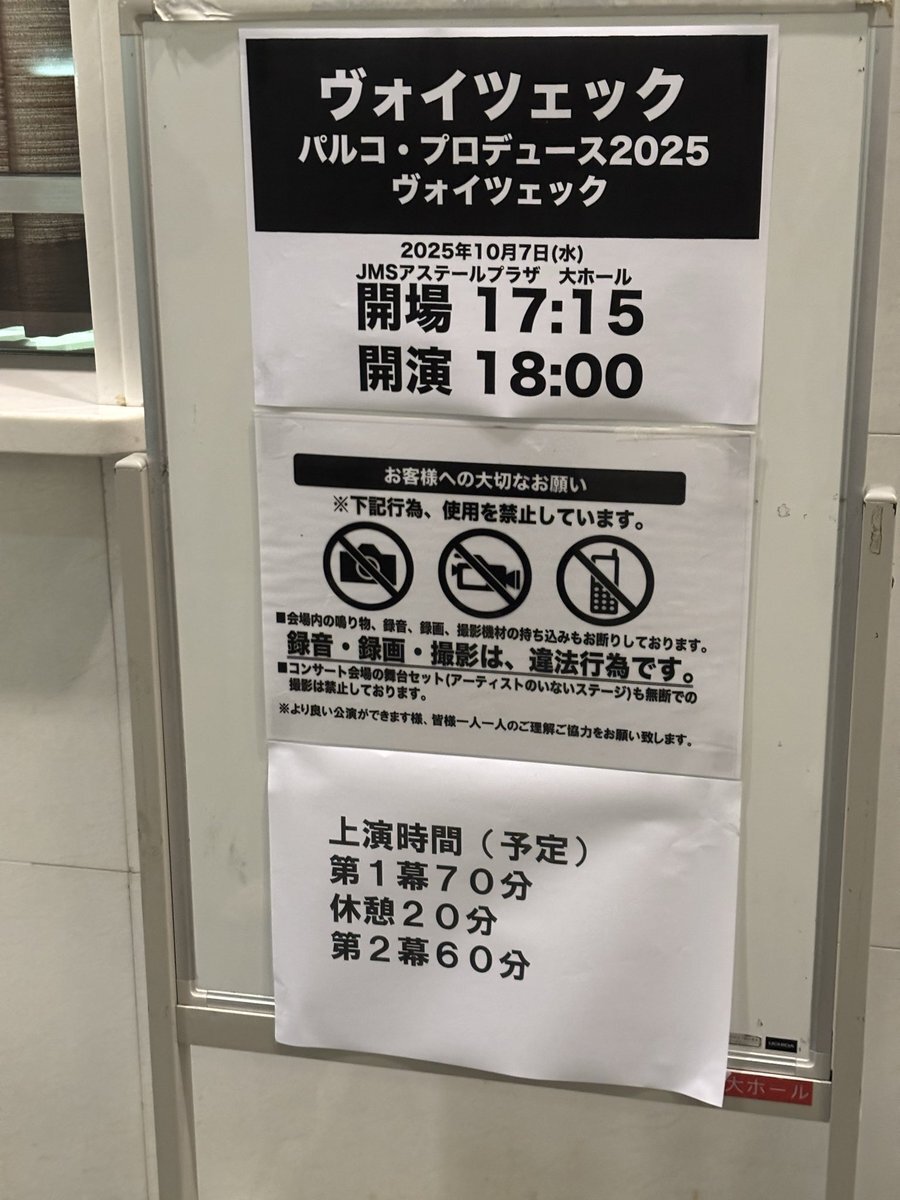 ヴォイツェック
パルコ・プロデュース2025
ヴォイツェック
2025年10月7日(水)
JMSアステールプラザ　大ホール
開場 17:15
開演 18:00
お客様への大切なお願い
※下記行為、使用を禁止しています。
■会場内の鳴り物、録音、録画、撮影機材の持ち込みもお断りしております。
録音・録画・撮影は、違法行為です。
■コンサート会場の舞台セット(アーティストのいないステージ)も無断での
撮影は禁止しております。
※より良い公演ができます様、皆様一人一人のご理解ご協力をお願い致します。
上演時間（予定）
第１幕７０分
休憩２０分
第２幕６０分
UCHIDA
大ホール